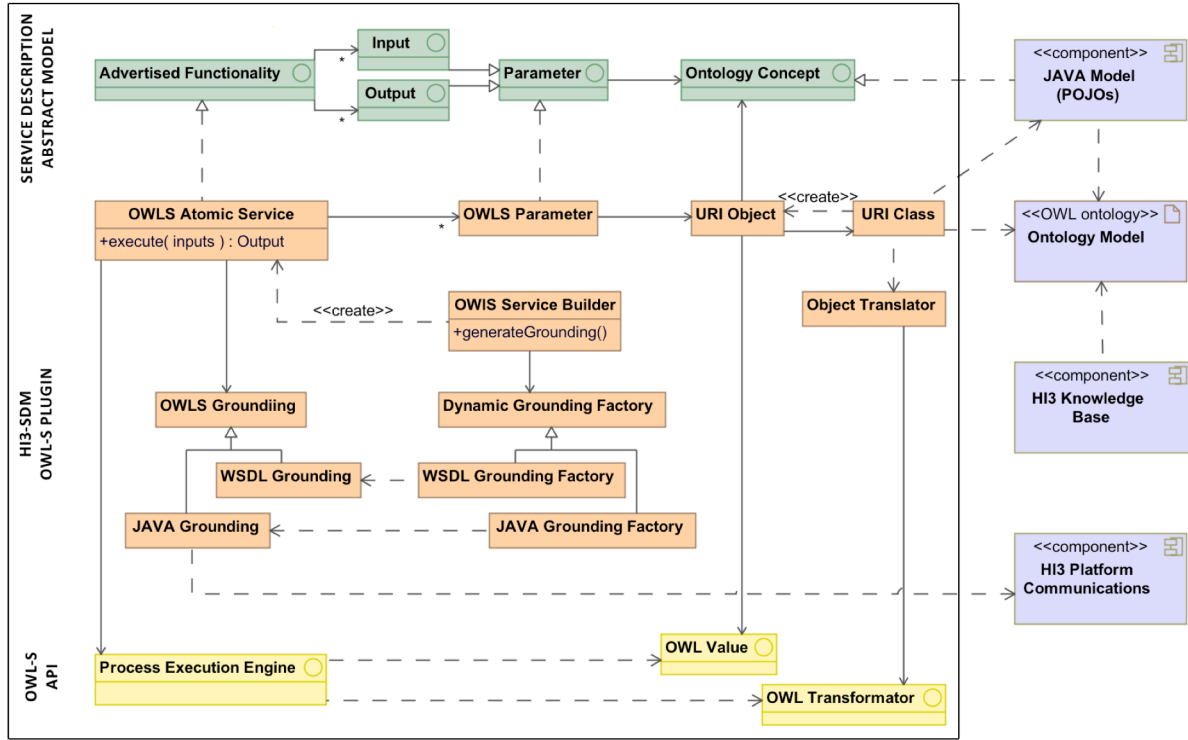 SERVICE DESCRIPTION
ABSTRACT MODEL
Advertised Functionality
*
*
Input
Output
Parameter
Ontology Concept
<<component>>
JAVA Model
(POJOs)
HI3-SDM
OWL-S PLUGIN
OWLS Atomic Service
+execute( inputs ) : Output
*
OWLS Parameter
URI Object
<<create>>
URI Class
<<OWL ontology>>
Ontology Model
<<create>>
OWIS Service Builder
+generateGrounding()
Object Translator
<<component>>
HI3 Knowledge
Base
OWLS Groundiing
Dynamic Grounding Factory
WSDL Grounding
WSDL Grounding Factory
JAVA Grounding
JAVA Grounding Factory
<<component>>
HI3 Platform
Communications
OWL-S
API
Process Execution Engine
OWL Value
OWL Transformator